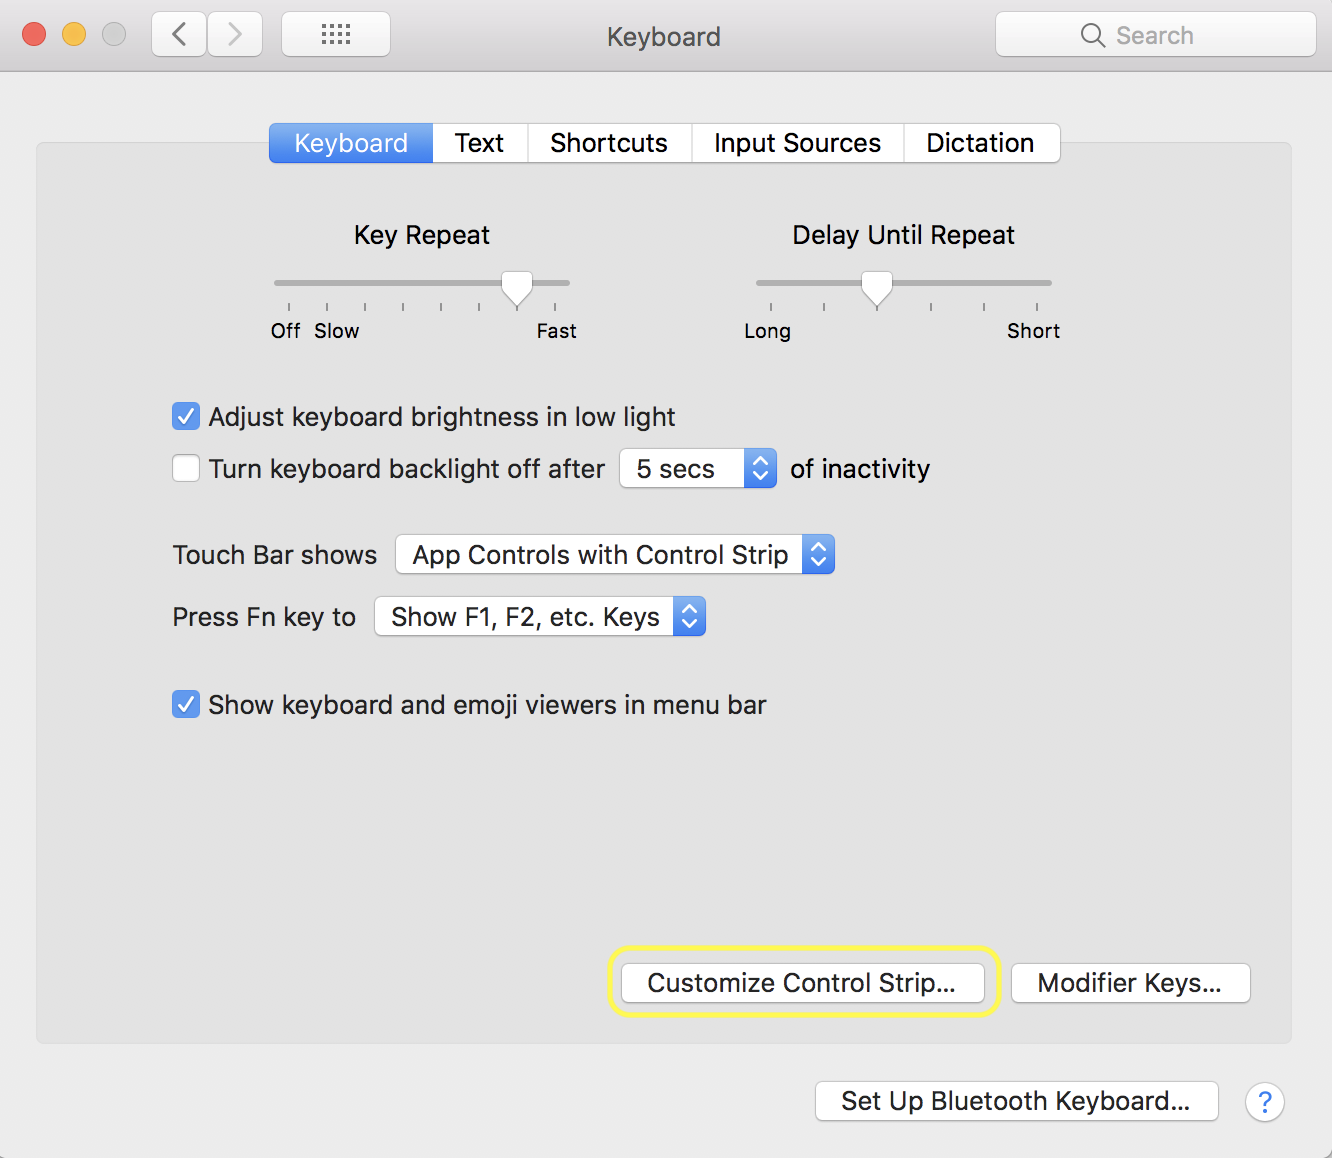 Keyboard
Search
Keyboard Text Shortcuts Input Sources Dictation
Key Repeat Delay Until Repeat
Off Slow Fast Long Short
Adjust keyboard brightness in low light
Turn keyboard backlight off after 5 secs of inactivity
Touch Bar shows App Controls with Control Strip
Press Fn key to Show F1, F2, etc. Keys
Show keyboard and emoji viewers in menu bar
Customize Control Strip... Modifier Keys...
Set Up Bluetooth Keyboard... ?